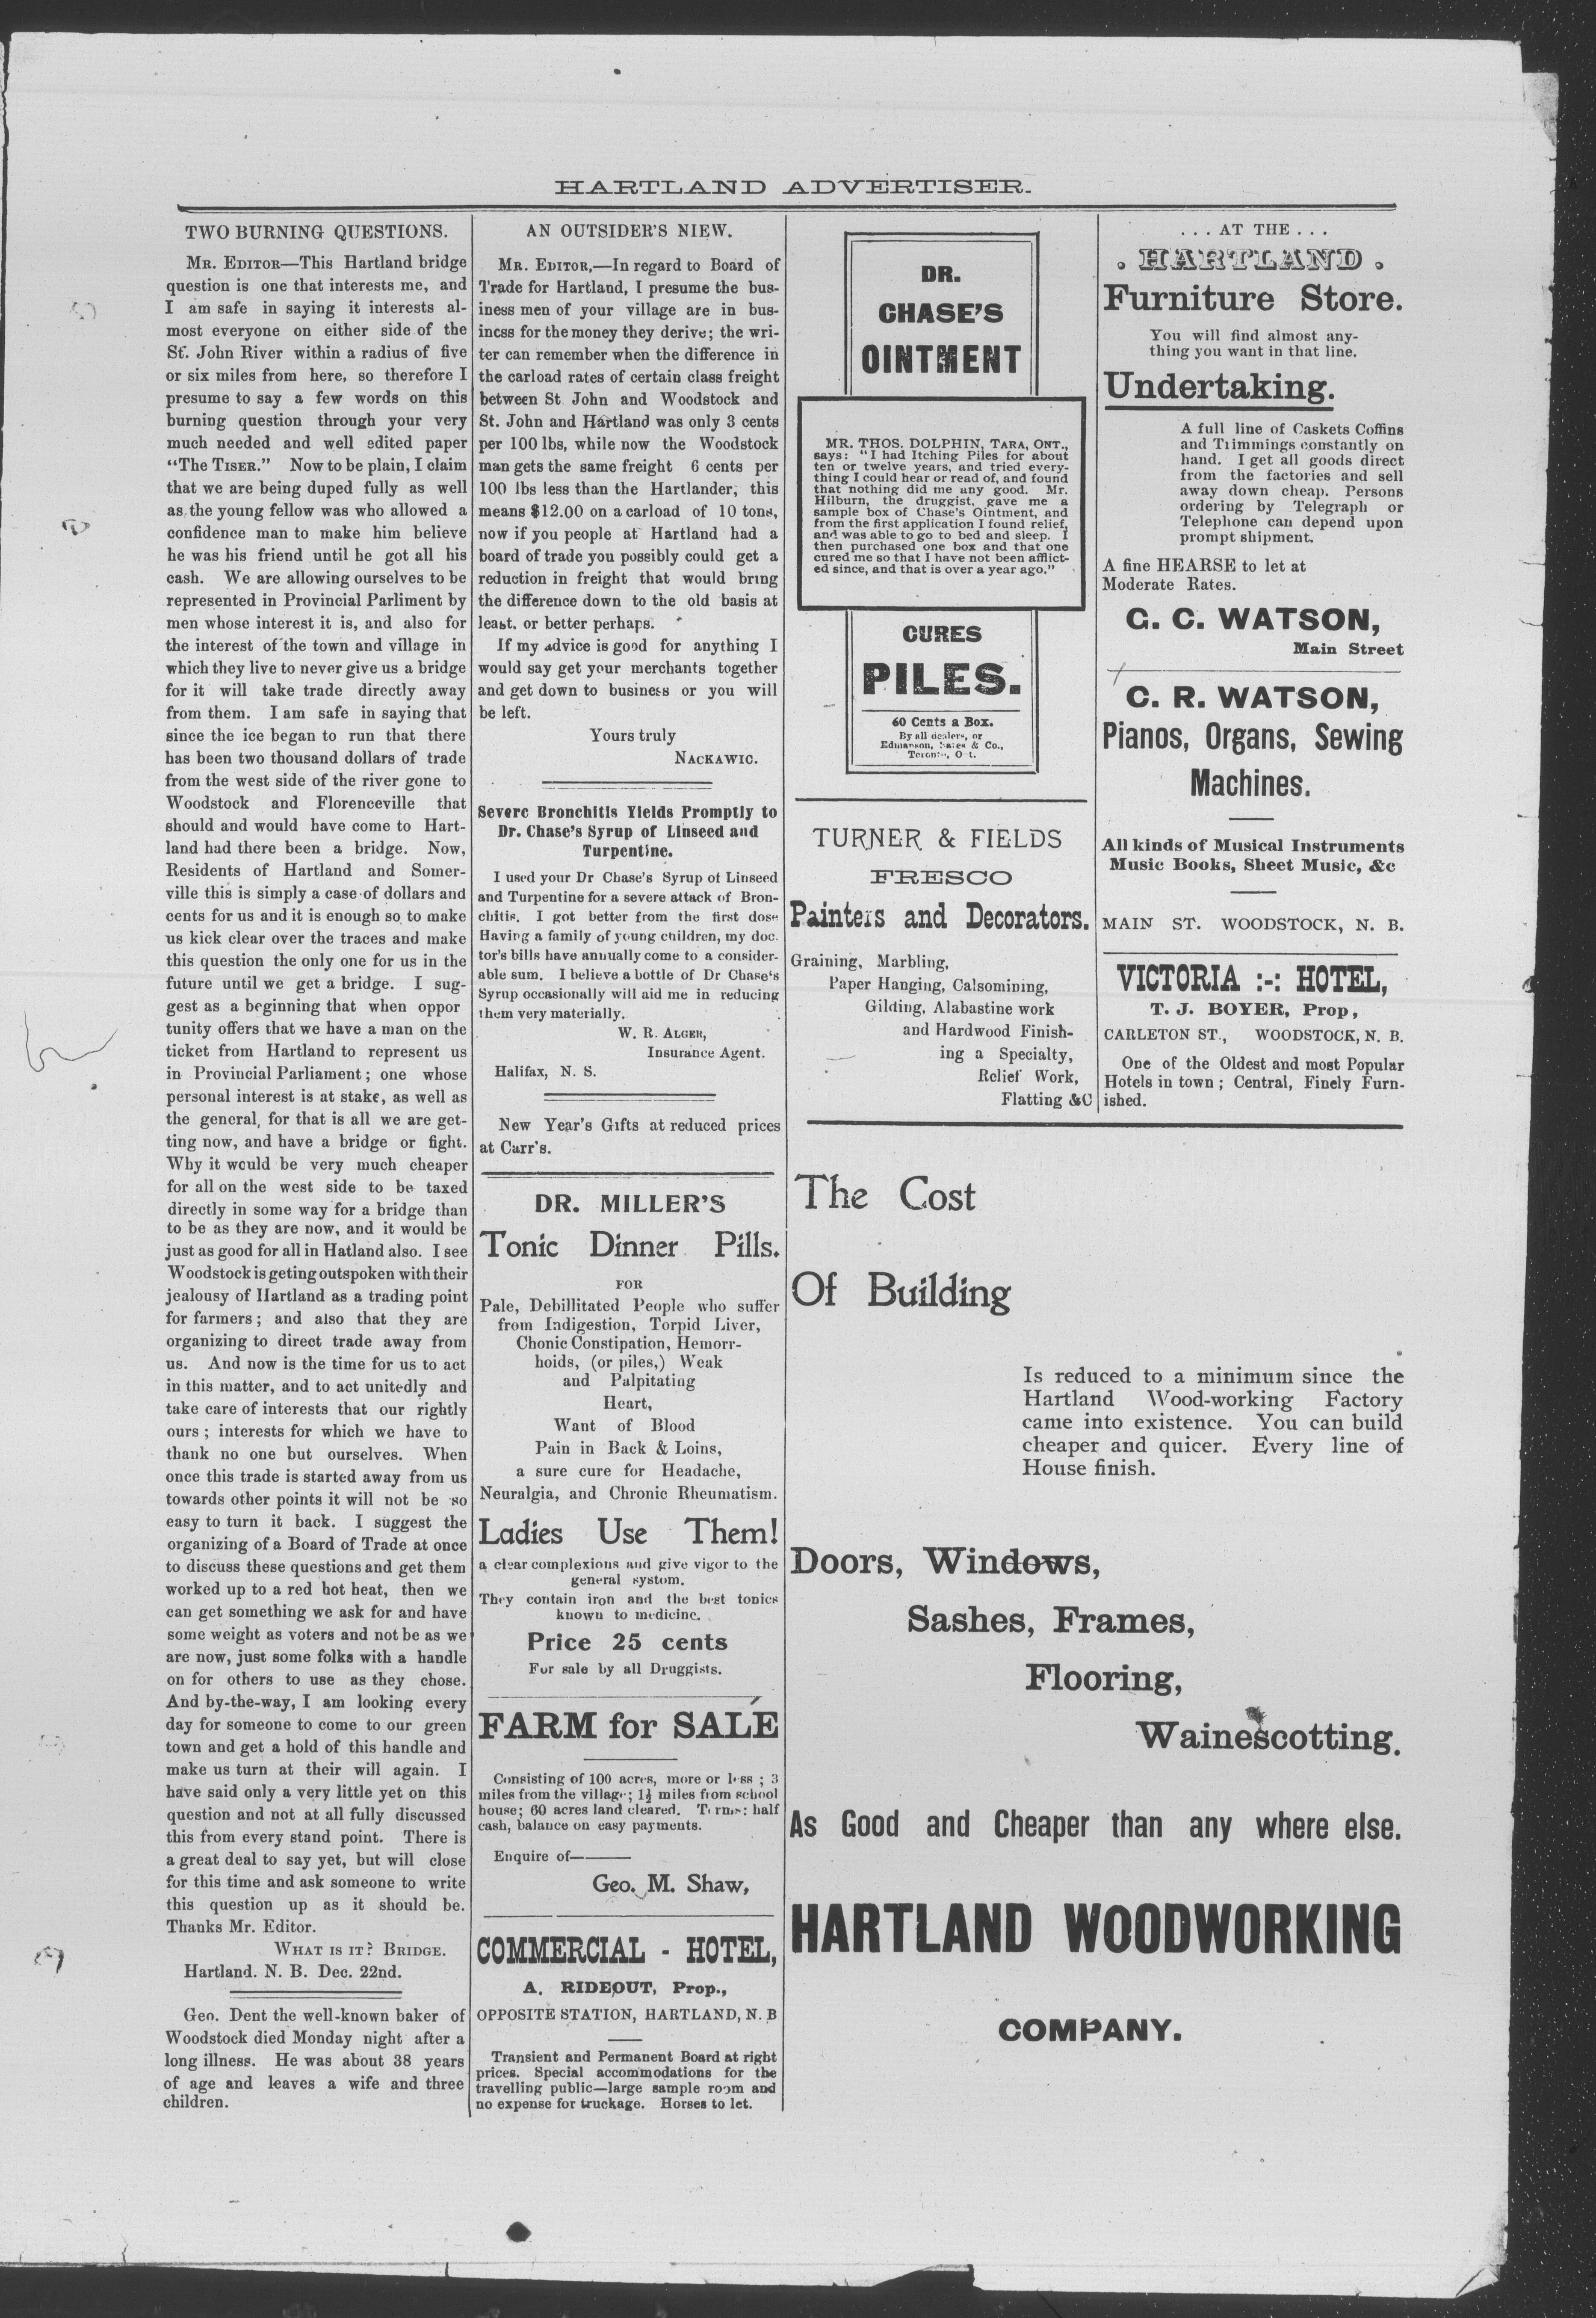 HARTLAND ADVERTISER.
TWO BURNING QUESTIONS.
MR. EDITOR—This Hartland bridge
question is one that interests me, and
I am safe in saying it interests al-
most everyone on either side of the
St. John River within a radius of five
or six miles from here, so therefore I
presume to say a few words on this
burning question through your very
much needed and well edited paper
"The TISER." Now to be plain, I claim
that we are being duped fully as well
as the young fellow was who allowed a
confidence man to make him believe
he was his friend until he got all his
cash. We are allowing ourselves to be
represented in Provincial Parliment by
men whose interest it is, and also for
the interest of the town and village in
which they live to never give us a bridge
for it will take trade directly away
from them. I am safe in saying that
since the ice began to run that there
has been two thousand dollars of trade
from the west side of the river gone to
Woodstock and Florenceville that
should and would have come to Hart-
land had there been a bridge. Now,
Residents of Hartland and Somer-
ville this is simply a case of dollars and
cents for us and it is enough so to make
us kick clear over the traces and make
this question the only one for us in the
future until we get a bridge. I sug-
gest as a beginning that when oppor
tunity offers that we have a man on the
ticket from Hartland to represent us
in Provincial Parliament; one whose
personal interest is at stake, as well as
the general, for that is all we are get-
ting now, and have a bridge or fight.
Why it would be very much cheaper
for all on the west side to be taxed
directly in some way for a bridge than
to be as they are now, and it would be
just as good for all in Hatland also. I see
Woodstock is geting outspoken with their
jealousy of Hartland as a trading point
for farmers; and also that they are
organizing to direct trade away from
us. And now is the time for us to act
in this matter, and to act unitedly and
take care of interests that our rightly
ours; interests for which we have to
thank no one but ourselves. When
once this trade is started away from us
towards other points it will not be so
easy to turn it back. I suggest the
organizing of a Board of Trade at once
to discuss these questions and get them
worked up to a red hot heat, then we
can get something we ask for and have
some weight as voters and not be as we
are now, just some folks with a handle
on for others to use as they chose.
And by-the-way, I am looking every
day for someone to come to our green
town and get a hold of this handle and
make us turn at their will again. I
have said only a very little yet on this
question and not at all fully discussed
this from every stand point. There is
a great deal to say yet, but will close
for this time and ask someone to write
this question up as it should be.
Thanks Mr. Editor.
WHAT IS IT? BRIDGE.
Hartland. N. B. Dec. 22nd.
Geo. Dent the well-known baker of
Woodstock died Monday night after a
long illness. He was about 38 years
of age and leaves a wife and three
children.
AN OUTSIDER'S NIEW.
MR. EDITOR,—In regard to Board of
Trade for Hartland, I presume the bus-
iness men of your village are in bus-
incss for the money they derive; the wri-
ter can remember when the difference in
the carload rates of certain class freight
between St John and Woodstock and
St. John and Hartland was only 3 cents
per 100 lbs, while now the Woodstock
man gets the same freight 6 cents per
100 lbs less than the Hartlander, this
means $12.00 on a carload of 10 tons,
now if you people at Hartland had a
board of trade you possibly could get a
reduction in freight that would bring
the difference down to the old basis at
least, or better perhaps.
If my advice is good for anything I
would say get your merchants together
and get down to business or you will
be left.
Yours truly
NACKAWIC.
Severe Bronchitis Yields Promptly to
Dr. Chase's Syrup of Linseed and
Turpentine.
I used your Dr Chase's Syrup of Linseed
and Turpentine for a severe attack of Bron-
chitis. I got better from the first dose
Having a family of young children, my doc.
tor's bills have annually come to a consider-
able sum. I believe a bottle of Dr Chase's
Syrup occasionally will aid me in reducing
them very materially.
W. R. ALGER,
Insurance Agent.
Halifax, N. S.
New Year's Gifts at reduced prices
at Carr's.
DR. MILLER'S
Tonic Dinner Pills.
FOR
Pale, Debillitated People who suffer
from Indigestion, Torpid Liver,
Chonic Constipation, Hemorr-
hoids, (or piles,) Weak
and Palpitating
Heart,
Want of Blood
Pain in Back & Loins,
a sure cure for Headache,
Neuralgia, and Chronic Rheumatism.
Ladies Use Them!
a clear complexions and give vigor to the
general systom.
They contain iron and the best tonics
known to medicine.
Price 25 cents
For sale by all Druggists.
FARM for SALE
Consisting of 100 acres, more or less; 3
miles from the village; 1½ miles from school
house; 60 acres land cleared. Terms: half
cash, balance on easy payments.
Enquire of———
Geo. M. Shaw,
COMMERCIAL - HOTEL,
A. RIDEOUT, Prop.,
OPPOSITE STATION, HARTLAND, N. B
Transient and Permanent Board at right
prices. Special accommodations for the
travelling public—large sample room and
no expense for truckage. Horses to let.
DR.
CHASE'S
OINTMENT
MR. THOS. DOLPHIN, TARA, ONT.,
says: "I had Itching Piles for about
ten or twelve years, and tried every-
thing I could hear or read of, and found
that nothing did me any good. Mr.
Hilburn, the druggist, gave me a
sample box of Chase's Ointment, and
from the first application I found relief,
and was able to go to bed and sleep. I
then purchased one box and that one
cured me so that I have not been afflict-
ed since, and that is over a year ago."
CURES
PILES.
60 Cents a Box.
By all dealers, or
Edmanson, Bates & Co.,
Toronto, Ont.
TURNER & FIELDS
FRESCO
Painters and Decorators.
Graining, Marbling,
Paper Hanging, Calsomining,
Gilding, Alabastine work
and Hardwood Finish-
ing a Specialty,
Relief Work,
Flatting &C
... AT THE ...
. HARTLAND .
Furniture Store.
You will find almost any-
thing you want in that line.
Undertaking.
A full line of Caskets Coffins
and Trimmings constantly on
hand. I get all goods direct
from the factories and sell
away down cheap. Persons
ordering by Telegraph or
Telephone can depend upon
prompt shipment.
A fine HEARSE to let at
Moderate Rates.
C. C. WATSON,
Main Street
C. R. WATSON,
Pianos, Organs, Sewing
Machines.
All kinds of Musical Instruments
Music Books, Sheet Music, &c
MAIN ST. WOODSTOCK, N. B.
VICTORIA :-: HOTEL,
T. J. BOYER, Prop,
CARLETON ST., WOODSTOCK, N. B.
One of the Oldest and most Popular
Hotels in town; Central, Finely Furn-
ished.
The Cost
Of Building
Is reduced to a minimum since the
Hartland Wood-working Factory
came into existence. You can build
cheaper and quicer. Every line of
House finish.
Doors, Windows,
Sashes, Frames,
Flooring,
Wainescotting.
As Good and Cheaper than any where else.
HARTLAND WOODWORKING
COMPANY.